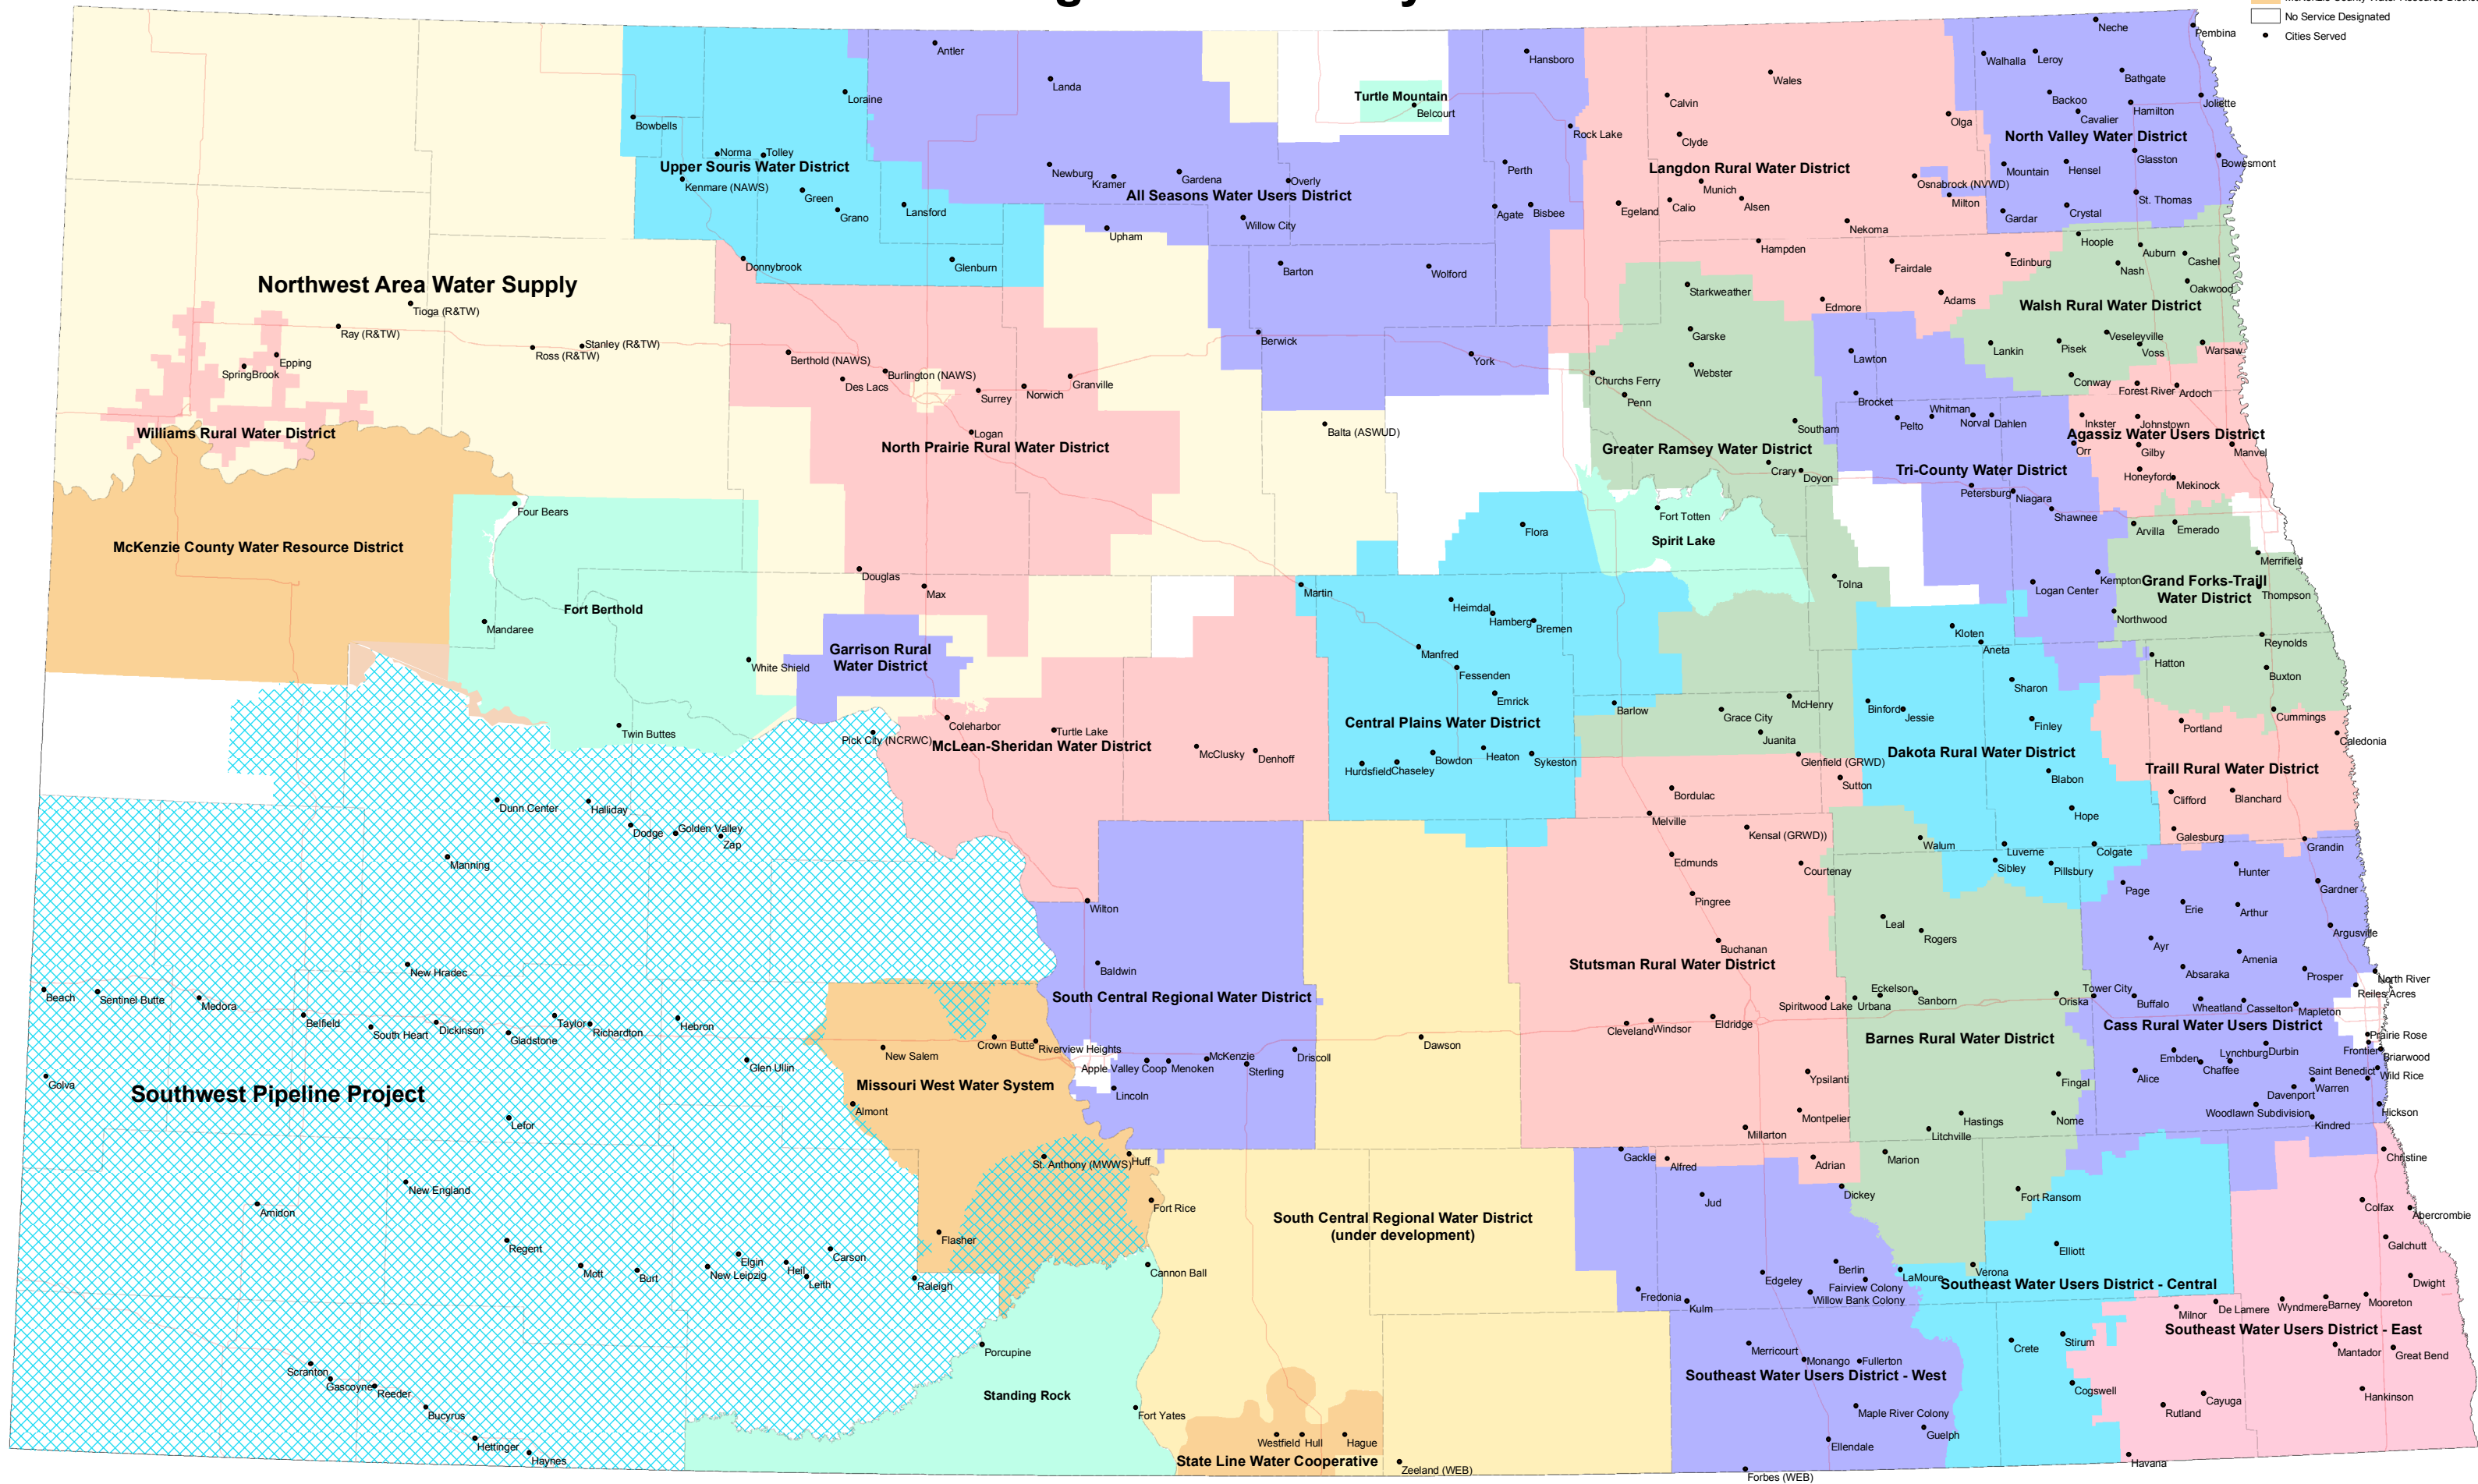 No Service Designated
Cities Served
Neche
Pembina
Antler
Hansboro
Walhalla
Leroy
Landa
Wales
Bathgate
Loraine
Turtle Mountain
Belcourt
Calvin
Backoo
Hamilton
Joliette
Bowbells
Rock Lake
Clyde
Olga
Cavalier
North Valley Water District
Norma
Tolley
Upper Souris Water District
Kenmare (NAWS)
Newburg
Kramer
Gardena
Overly
All Seasons Water Users District
Perth
Langdon Rural Water District
Munich
Osnabrock (NVWD)
Mountain
Hensel
Glasston
Bowesmont
Green
Grano
Lansford
Willow City
Agate
Bisbee
Egeland
Calio
Alsen
Milton
Gardar
Crystal
St. Thomas
Upham
Nekoma
Hampden
Hoople
Auburn
Cashel
Donnybrook
Glenburn
Barton
Wolford
Fairdale
Edinburg
Nash
Oakwood
Northwest Area Water Supply
Tioga (R&TW)
Starkweather
Edmore
Adams
Walsh Rural Water District
Ray (R&TW)
Ross (R&TW)
Stanley (R&TW)
Berthold (NAWS)
Berwick
York
Garske
Lawton
Lankin
Pisek
Veseleyville
Voss
Warsaw
Epping
SpringBrook
Des Lacs
Burlington (NAWS)
Surrey
Norwich
Granville
Churchs Ferry
Penn
Webster
Brocket
Conway
Forest River
Ardoch
Williams Rural Water District
Logan
North Prairie Rural Water District
Balta (ASWUD)
Southam
Greater Ramsey Water District
Pelto
Whitman
Norval
Dahlen
Inkster
Johnstown
Agassiz Water Users District
Orr
Gilby
Manvel
Crary
Doyon
Tri-County Water District
Petersburg
Niagara
Honeyford
Mekinock
Four Bears
Fort Totten
Spirit Lake
Flora
Shawnee
Arvilla
Emerado
McKenzie County Water Resource District
Merrifield
Douglas
Max
Martin
Tolna
Logan Center
Kempton
Grand Forks-Traill
Water District
Thompson
Fort Berthold
Mandaree
Heimdal
Hamberg
Bremen
Northwood
Kloten
Aneta
Reynolds
White Shield
Garrison Rural
Water District
Manfred
Fessenden
Emrick
Sharon
Hatton
Buxton
Twin Buttes
Pick City (NCRWC)
Coleharbor
McLean-Sheridan Water District
Turtle Lake
McClusky
Denhoff
Central Plains Water District
Barlow
Grace City
McHenry
Juanita
Binford
Jessie
Finley
Portland
Cummings
Caledonia
Hurdsfield
Chaseley
Bowdon
Heaton
Sykeston
Glenfield (GRWD)
Sutton
Dakota Rural Water District
Blabon
Traill Rural Water District
Dunn Center
Halliday
Dodge
Golden Valley
Zap
Bordulac
Melville
Kensal (GRWD))
Hope
Clifford
Blanchard
Galesburg
Manning
Edmunds
Courtenay
Walum
Luverne
Sibley
Pillsbury
Colgate
Grandin
Hunter
Page
Gardner
Wilton
Pingree
Leal
Rogers
Erie
Arthur
Argusville
Buchanan
Stutsman Rural Water District
Ayr
Absaraka
Amenia
Prosper
North River
Reiles Acres
New Hradec
Baldwin
South Central Regional Water District
Beach
Sentinel Butte
Medora
Belfield
South Heart
Dickinson
Gladstone
Taylor
Richardton
Hebron
Spiritwood Lake
Urbana
Eckelson
Sanborn
Oriska
Tower City
Buffalo
Wheatland
Casselton
Mapleton
Cass Rural Water Users District
Prairie Rose
Frontier
Briarwood
Cleveland
Windsor
Eldridge
Barnes Rural Water District
Dawson
Crown Butte
Riverview Heights
New Salem
Glen Ullin
Apple Valley Coop
Menoken
McKenzie
Sterling
Driscoll
Lincoln
Golva
Southwest Pipeline Project
Missouri West Water System
Almont
Ypsilanti
Fingal
Embden
Chaffee
Lynchburg
Durbin
Alice
Saint Benedict
Wild Rice
Davenport
Warren
Woodlawn Subdivision
Hickson
Kindred
Lefor
Montpelier
Millarton
Hastings
Litchville
Nome
St. Anthony (MWWS)
Huff
Gackle
Alfred
Adrian
Marion
Christine
New England
Amidon
Fort Rice
Jud
Dickey
Fort Ransom
Colfax
Abercrombie
South Central Regional Water District
(under development)
Regent
Mott
Burt
New Leipzig
Elgin
Heil
Leith
Carson
Flasher
Raleigh
Cannon Ball
Elliott
Galchutt
Edgeley
Berlin
Fairview Colony
Willow Bank Colony
LaMoure
Verona
Southeast Water Users District - Central
Dwight
Fredonia
Kulm
Milnor
De Lamere
Wyndmere
Barney
Mooreton
Southeast Water Users District - East
Porcupine
Merricourt
Monango
Fullerton
Crete
Stirum
Mantador
Great Bend
Scranton
Gascoyne
Reeder
Standing Rock
Southeast Water Users District - West
Cogswell
Hankinson
Bucyrus
Fort Yates
Maple River Colony
Guelph
Rutland
Cayuga
Hettinger
Haynes
Westfield
Hull
Hague
State Line Water Cooperative
Zeeland (WEB)
Ellendale
Forbes (WEB)
Havana